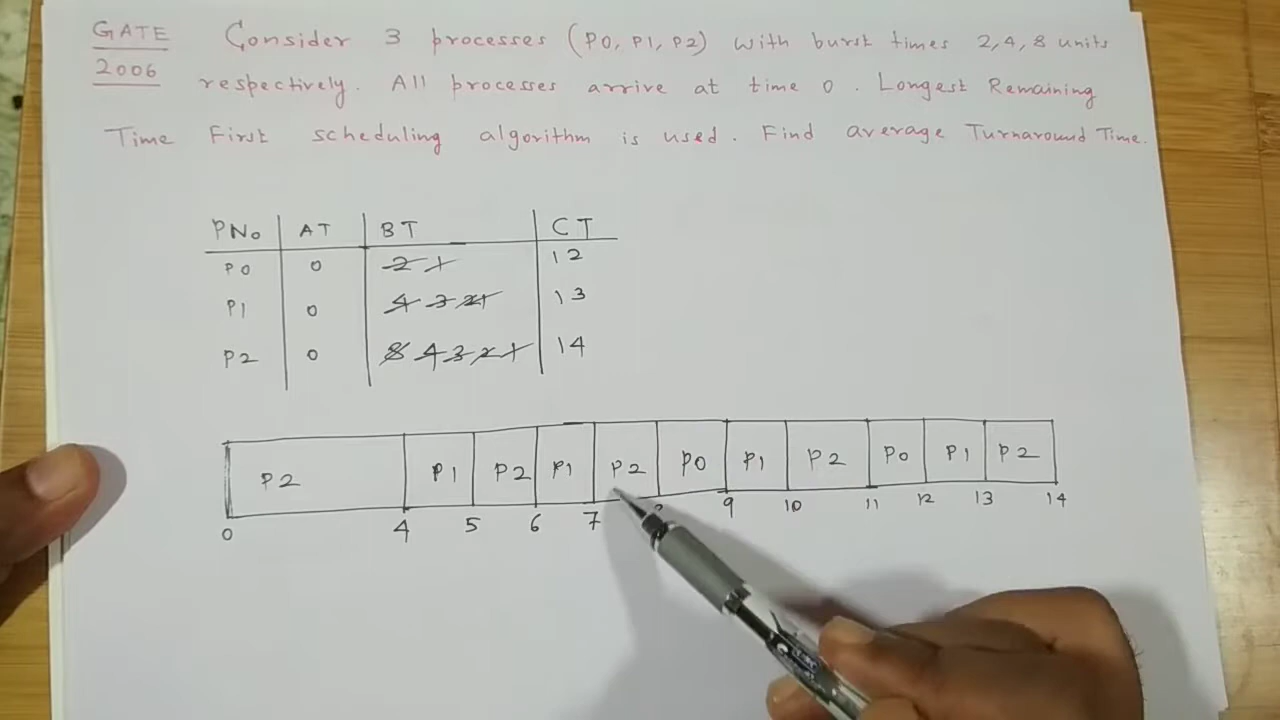 GATE Consider 3 processes (P0, P1, P2) with burst times 2, 4, 8 units
2006 respectively. All processes arrive at time 0. Longest Remaining
Time First scheduling algorithm is used. Find average Turnaround Time.
PNo AT BT CT
P0 0 2 1 12
P1 0 4 3 2 1 13
P2 0 8 4 3 2 1 14
P2 P1 P2 P1 P2 P0 P1 P2 P0 P1 P2
0 4 5 6 7 8 9 10 11 12 13 14